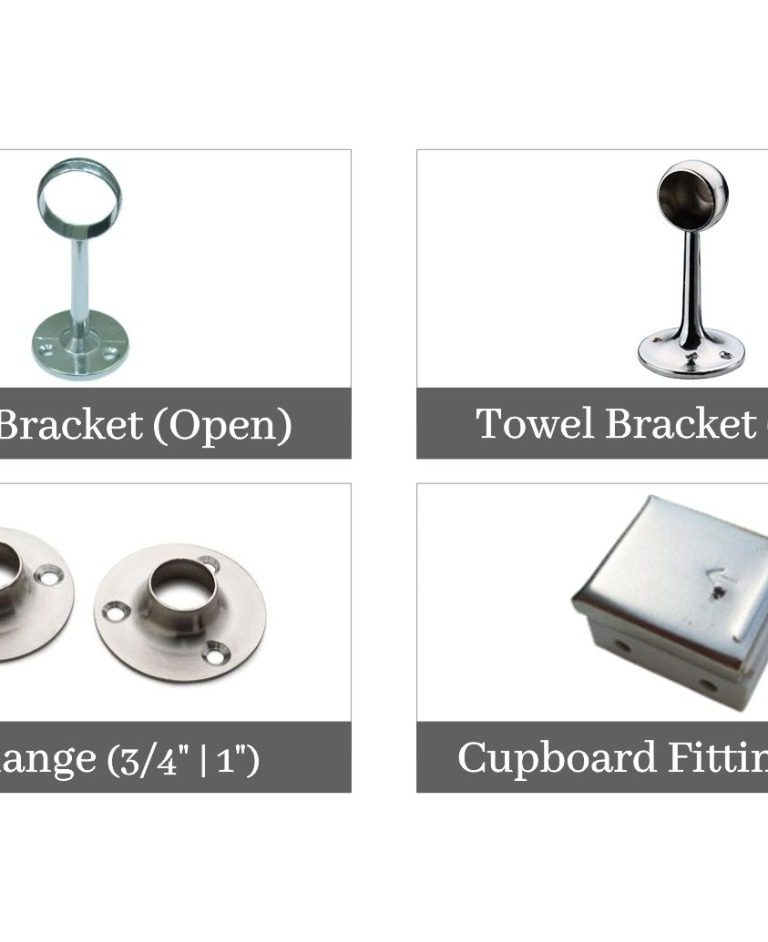 Bracket (Open)
Towel Bracket
ange (3/4" | 1")
Cupboard Fittin